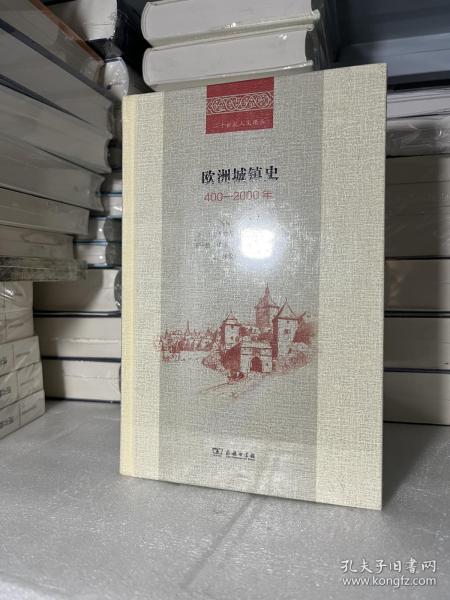 二十世纪人文译丛
欧洲城镇史
400—2000年
商务印书馆
孔夫子旧书网
www.kongfz.com